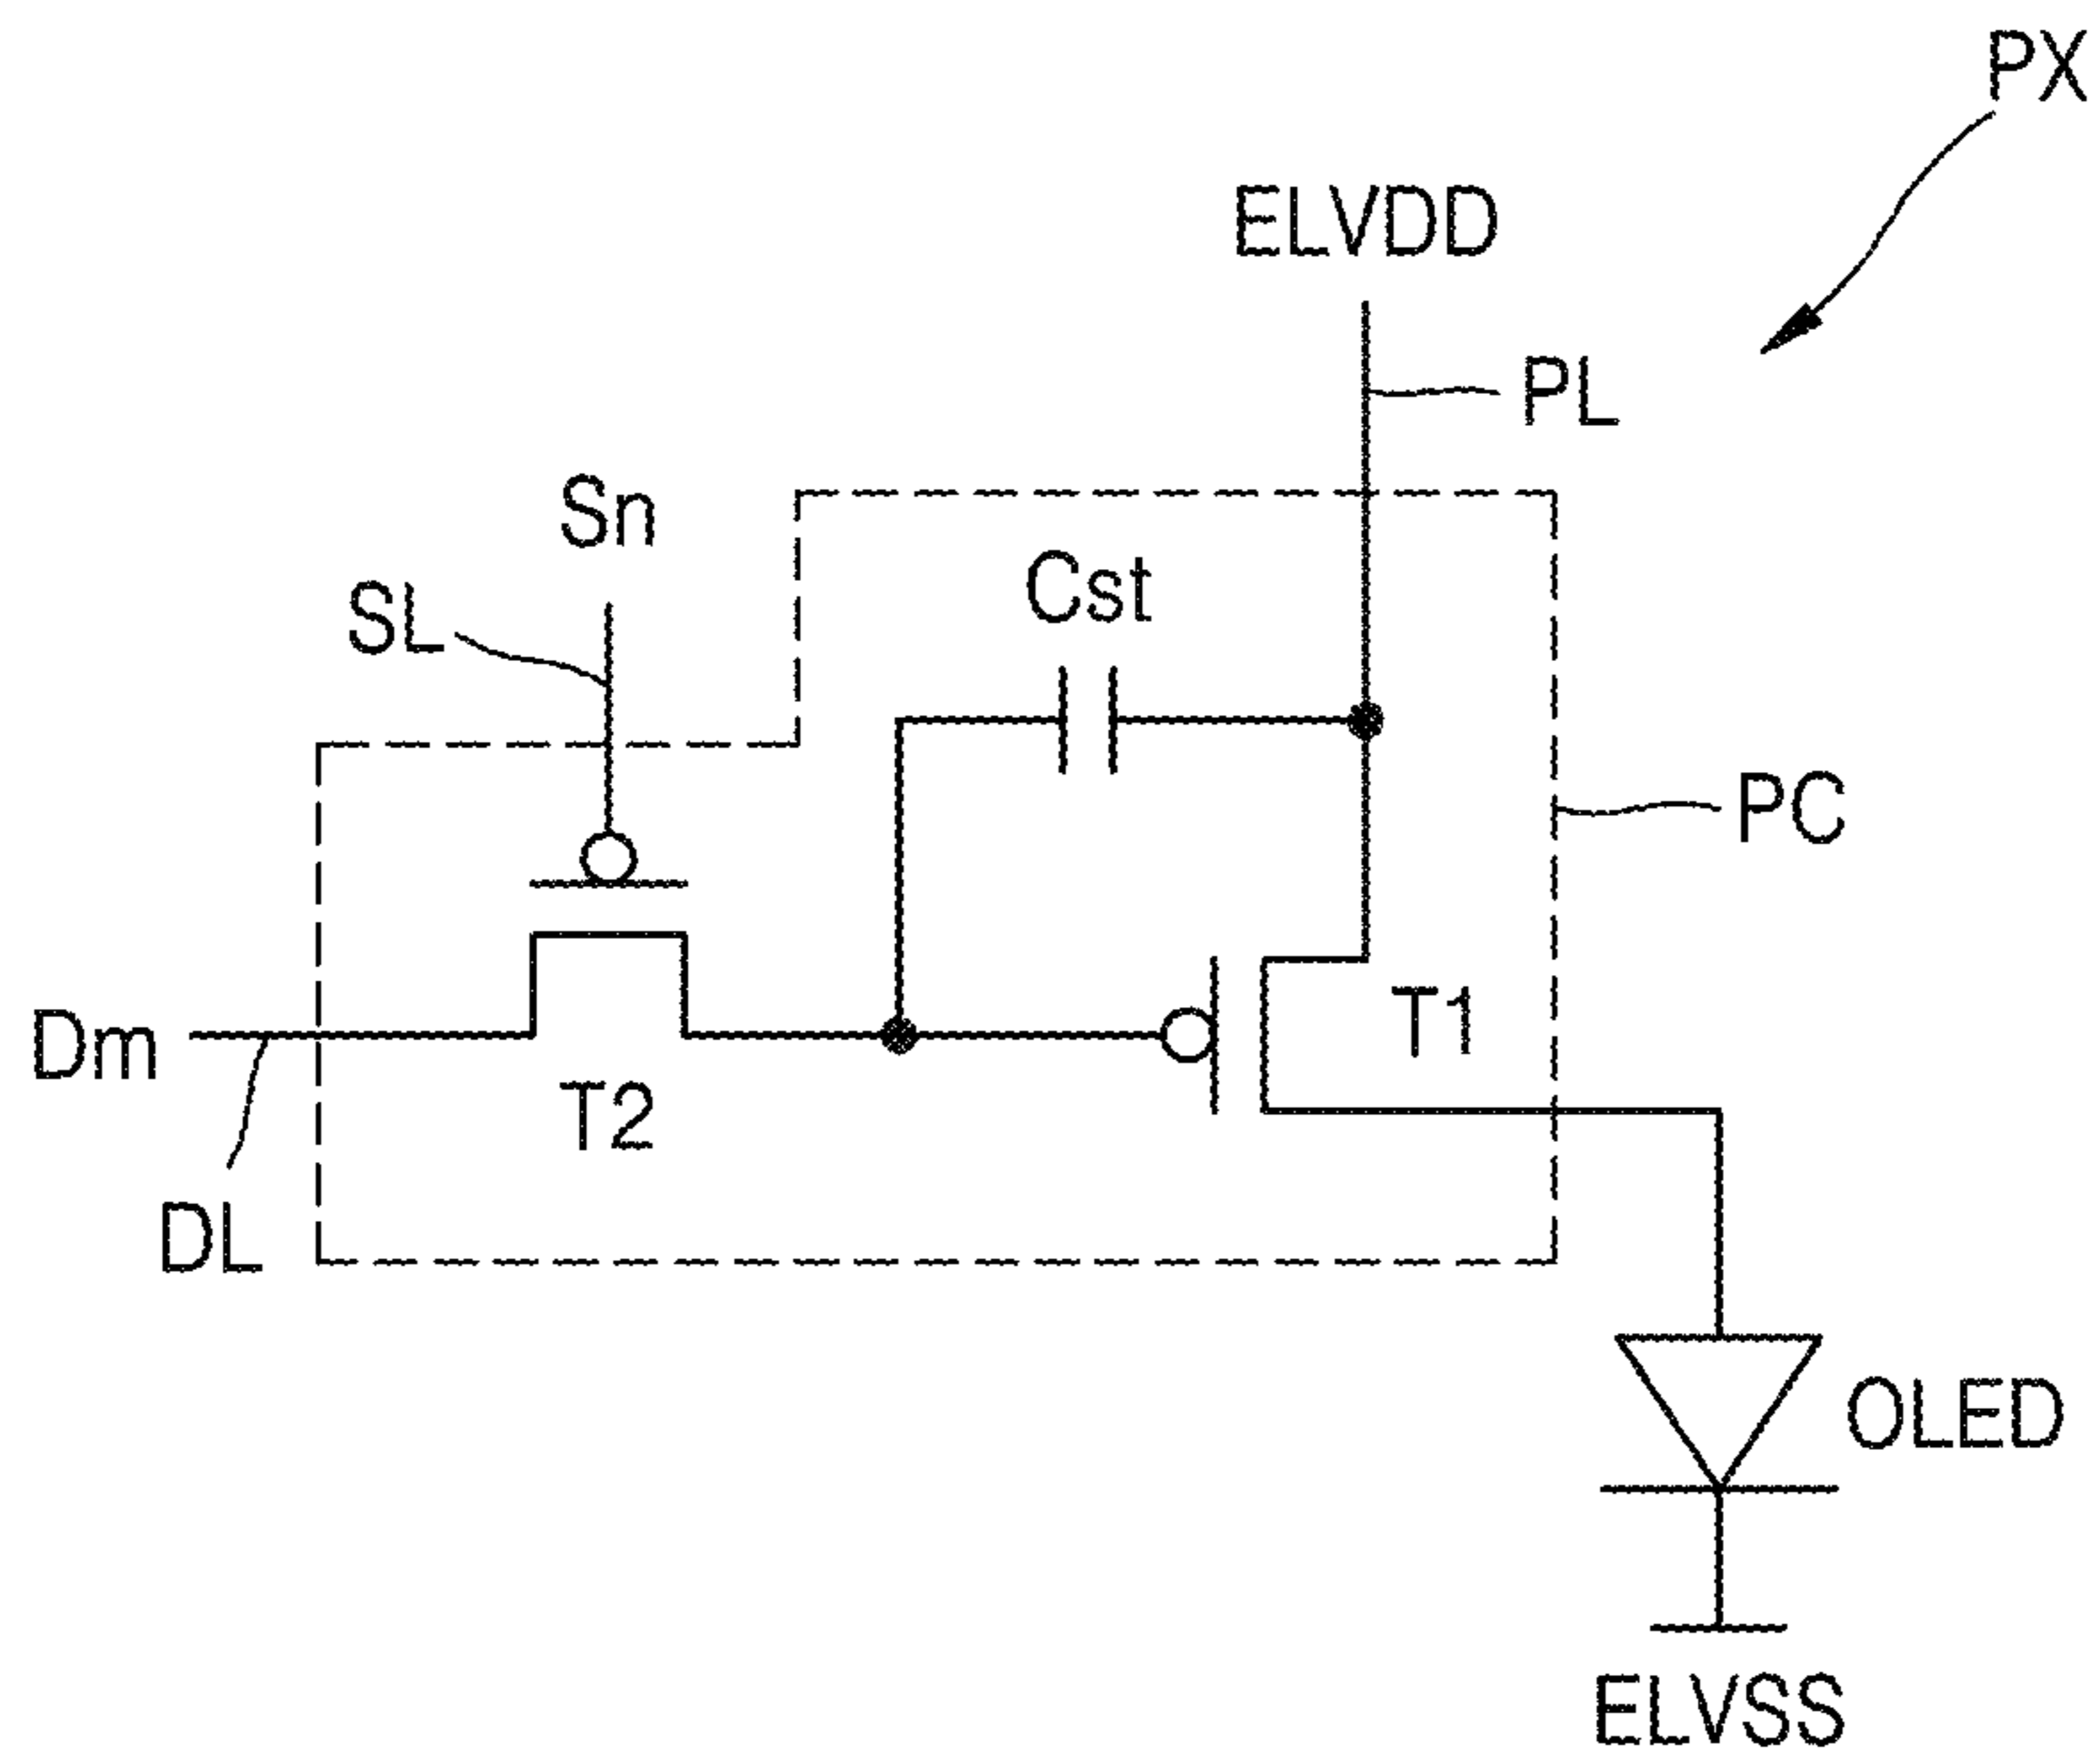 PX
ELVDD
PL
Sn
SL
Cst
PC
Dm
T1
T2
DL
OLED
ELVSS